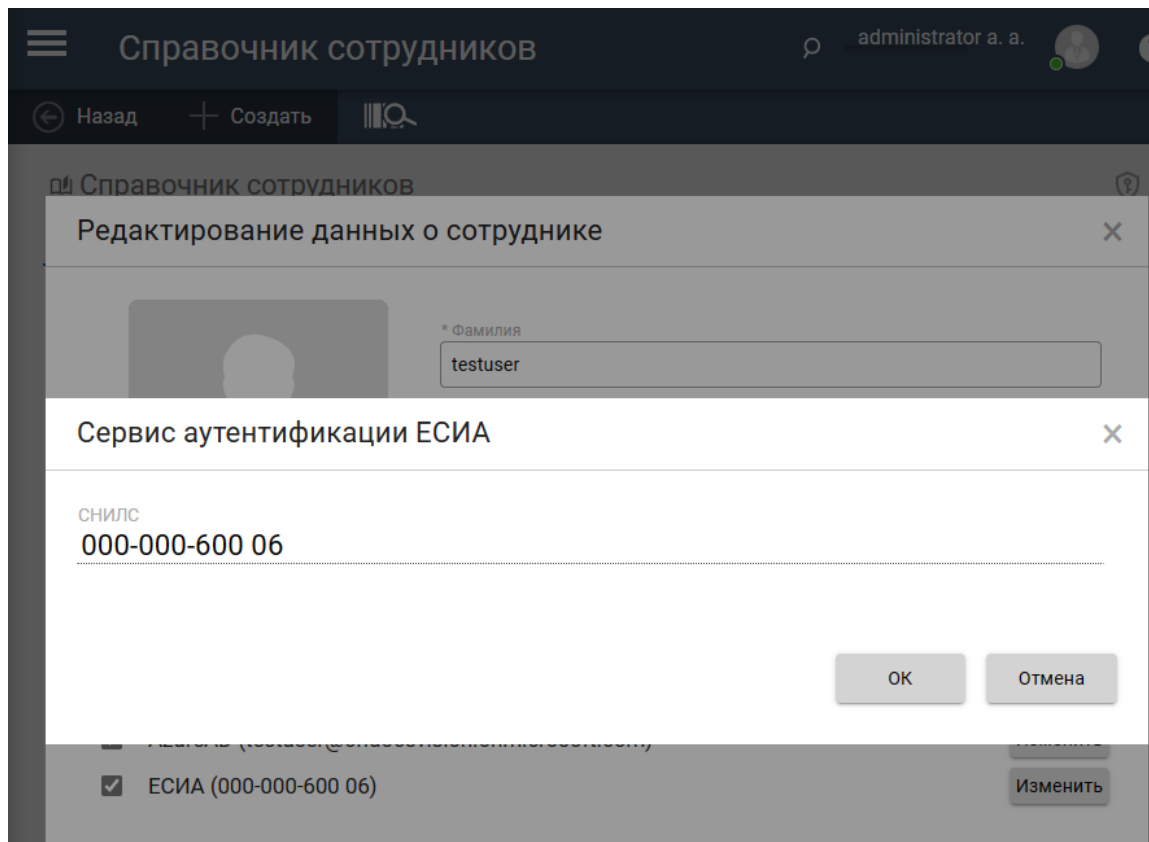 Справочник сотрудников
administrator a. a.
Назад
Создать
Справочник сотрудников
Редактирование данных о сотруднике
* Фамилия
testuser
Сервис аутентификации ЕСИА
СНИЛС
000-000-600 06
ОК
Отмена
ЕСИА (000-000-600 06)
Изменить